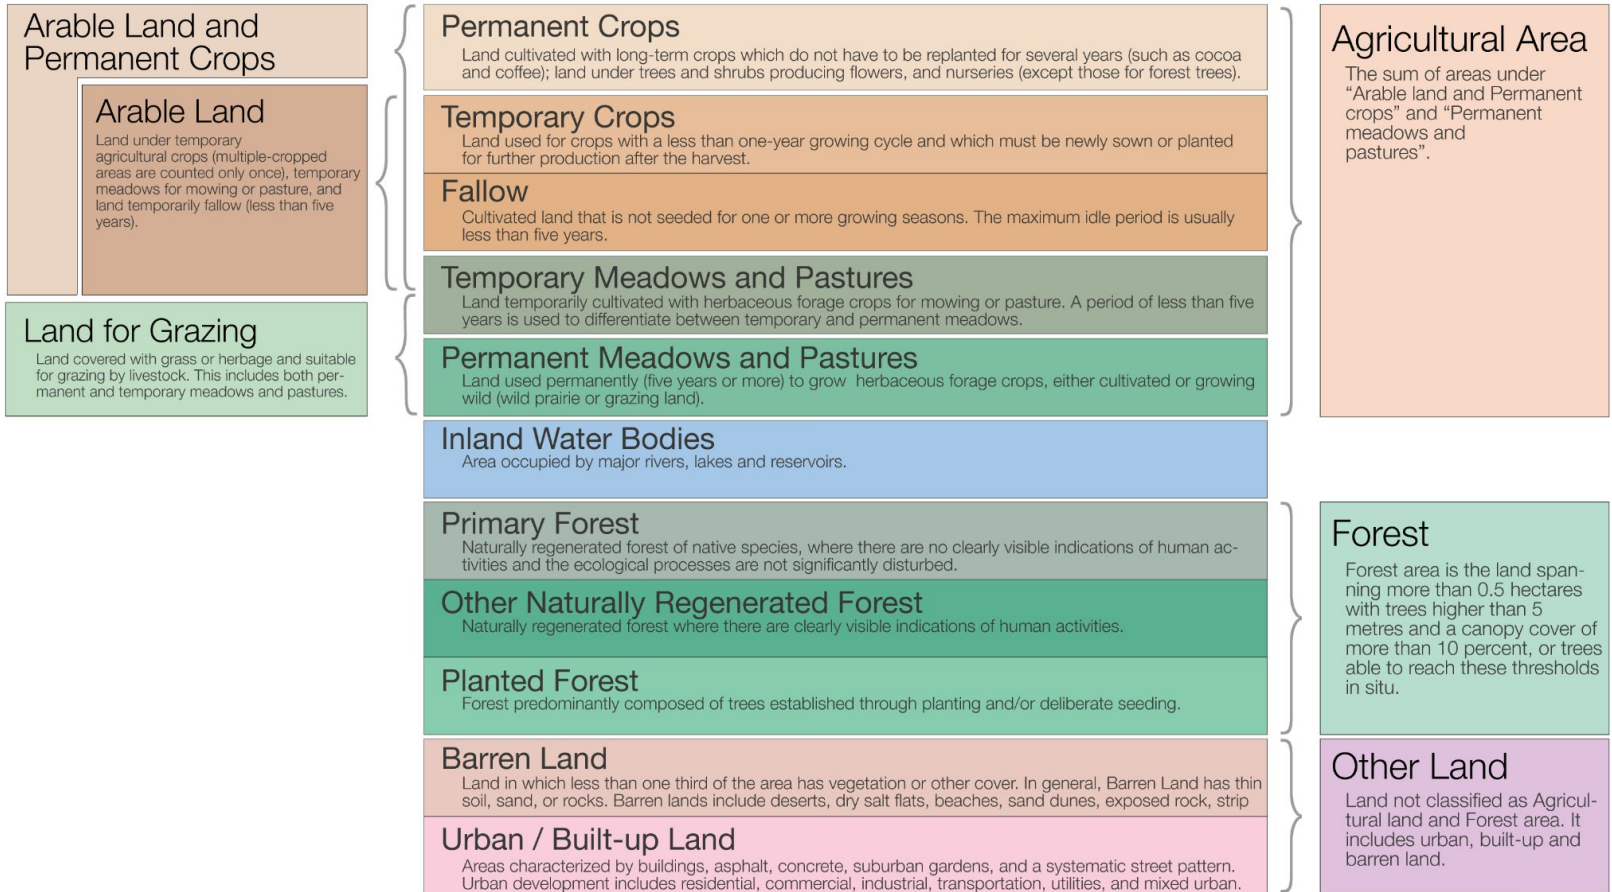 Arable Land and
Permanent Crops
Arable Land
Land under temporary
agricultural crops (multiple-cropped
areas are counted only once), temporary
meadows for mowing or pasture, and
land temporarily fallow (less than five
years).
Land for Grazing
Land covered with grass or herbage and suitable
for grazing by livestock. This includes both per-
manent and temporary meadows and pastures.
Permanent Crops
Land cultivated with long-term crops which do not have to be replanted for several years (such as cocoa
and coffee); land under trees and shrubs producing flowers, and nurseries (except those for forest trees).
Temporary Crops
Land used for crops with a less than one-year growing cycle and which must be newly sown or planted
for further production after the harvest.
Fallow
Cultivated land that is not seeded for one or more growing seasons. The maximum idle period is usually
less than five years.
Temporary Meadows and Pastures
Land temporarily cultivated with herbaceous forage crops for mowing or pasture. A period of less than five
years is used to differentiate between temporary and permanent meadows.
Permanent Meadows and Pastures
Land used permanently (five years or more) to grow herbaceous forage crops, either cultivated or growing
wild (wild prairie or grazing land).
Inland Water Bodies
Area occupied by major rivers, lakes and reservoirs.
Primary Forest
Naturally regenerated forest of native species, where there are no clearly visible indications of human ac-
tivities and the ecological processes are not significantly disturbed.
Other Naturally Regenerated Forest
Naturally regenerated forest where there are clearly visible indications of human activities.
Planted Forest
Forest predominantly composed of trees established through planting and/or deliberate seeding.
Barren Land
Land in which less than one third of the area has vegetation or other cover. In general, Barren Land has thin
soil, sand, or rocks. Barren lands include deserts, dry salt flats, beaches, sand dunes, exposed rock, strip
Urban / Built-up Land
Areas characterized by buildings, asphalt, concrete, suburban gardens, and a systematic street pattern.
Urban development includes residential, commercial, industrial, transportation, utilities, and mixed urban.
Agricultural Area
The sum of areas under
“Arable land and Permanent
crops” and “Permanent
meadows and
pastures”.
Forest
Forest area is the land span-
ning more than 0.5 hectares
with trees higher than 5
metres and a canopy cover of
more than 10 percent, or trees
able to reach these thresholds
in situ.
Other Land
Land not classified as Agricul-
tural land and Forest area. It
includes urban, built-up and
barren land.